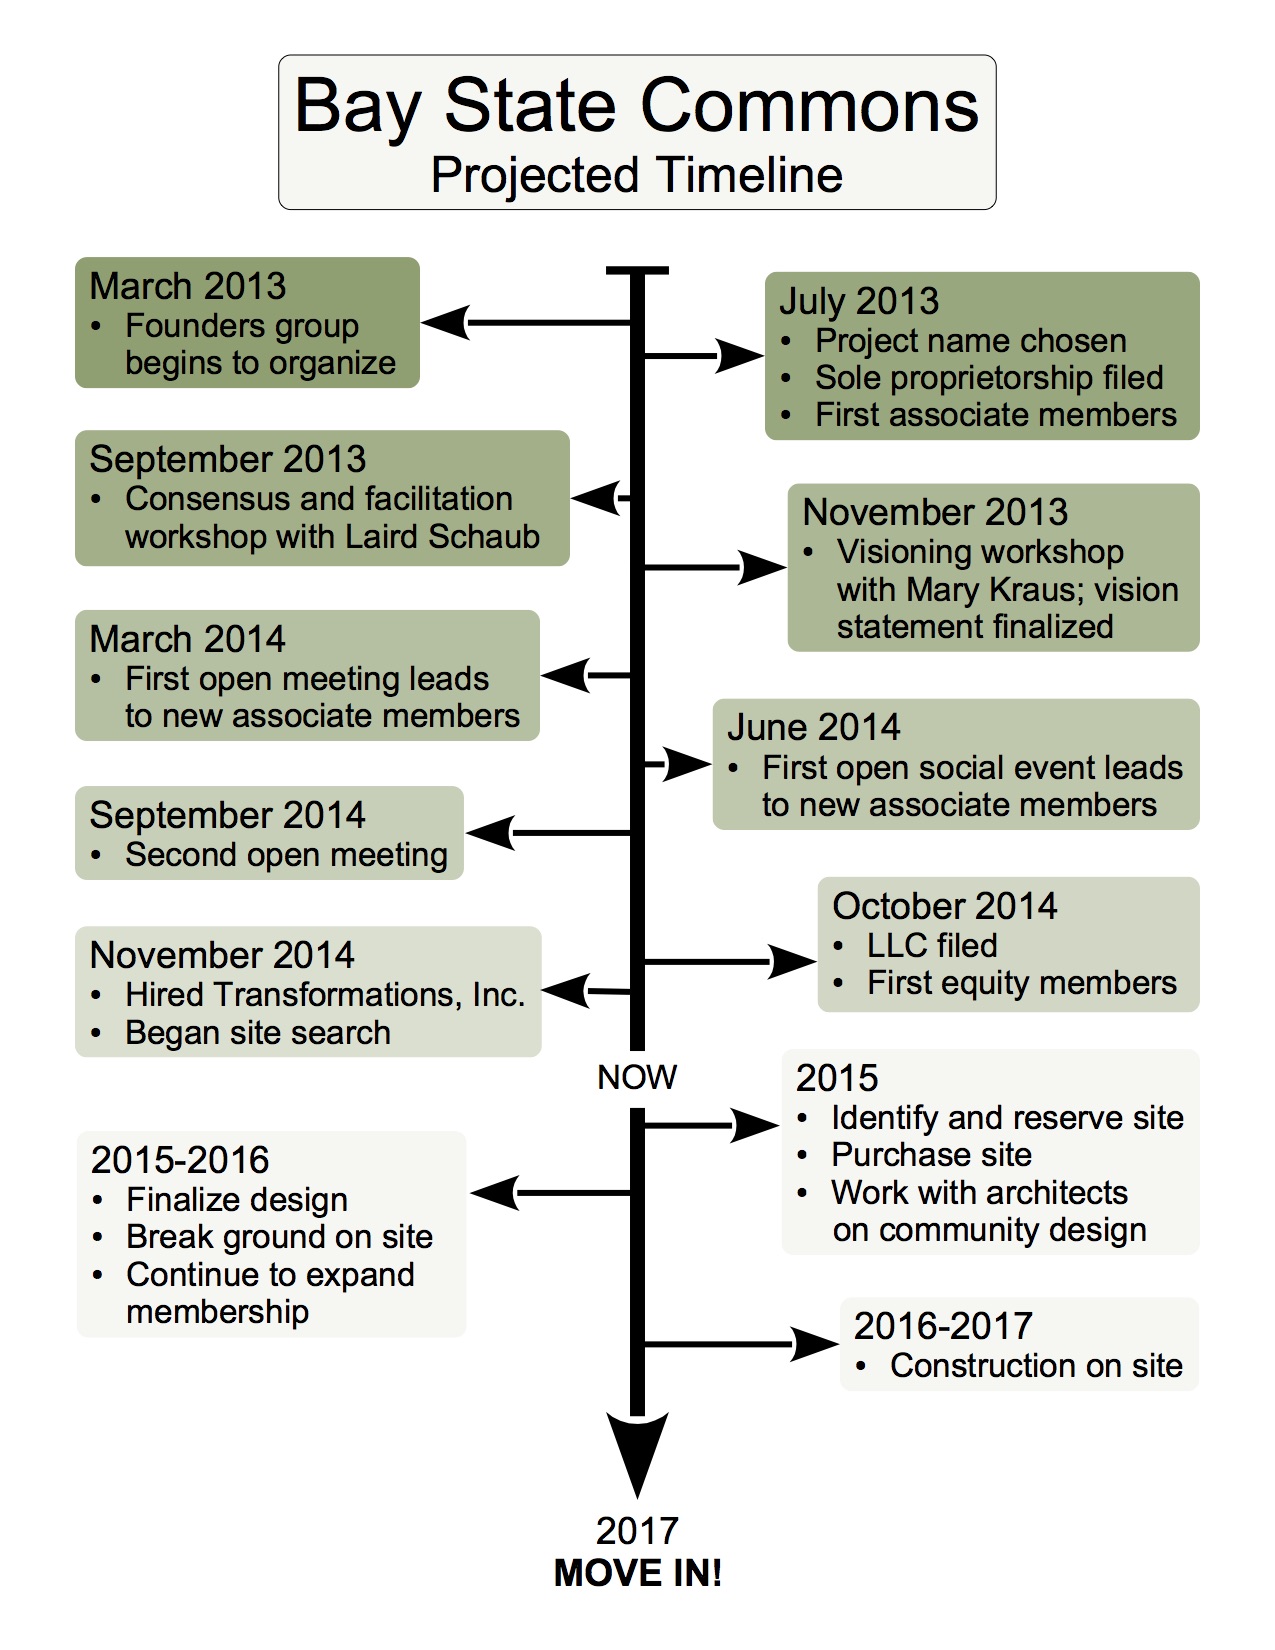 Bay State Commons
Projected Timeline
March 2013
• Founders group
begins to organize
July 2013
• Project name chosen
• Sole proprietorship filed
• First associate members
September 2013
• Consensus and facilitation
workshop with Laird Schaub
November 2013
• Visioning workshop
with Mary Kraus; vision
statement finalized
March 2014
• First open meeting leads
to new associate members
June 2014
• First open social event leads
to new associate members
September 2014
• Second open meeting
October 2014
• LLC filed
• First equity members
November 2014
• Hired Transformations, Inc.
• Began site search
NOW
2015
• Identify and reserve site
• Purchase site
• Work with architects
on community design
2015-2016
• Finalize design
• Break ground on site
• Continue to expand
membership
2016-2017
• Construction on site
2017
MOVE IN!